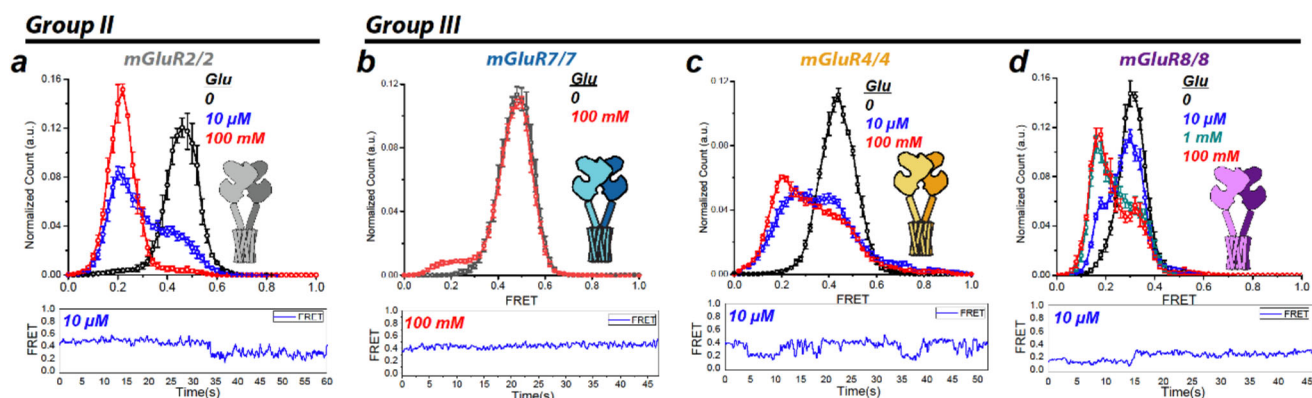 Group II
Group III
a
mGluR2/2
Glu
0
10 µM
100 mM
Normalized Count (a.u.)
0.16
0.12
0.08
0.04
0.00
0.0 0.2 0.4 0.6 0.8 1.0
FRET
10 µM
FRET
FRET
1.0
0.8
0.6
0.4
0.2
0
0 5 10 15 20 25 30 35 40 45 50 55 60
Time(s)
b
mGluR7/7
Glu
0
100 mM
Normalized Count (a.u.)
0.12
0.08
0.04
0.00
0.0 0.2 0.4 0.6 0.8 1.0
FRET
100 mM
FRET
FRET
1.0
0.8
0.6
0.4
0.2
0.0
0 5 10 15 20 25 30 35 40 45
Time(s)
c
mGluR4/4
Glu
0
10 µM
100 mM
Normalized Count (a.u.)
0.12
0.08
0.04
0.00
0.0 0.2 0.4 0.6 0.8 1.0
FRET
10 µM
FRET
FRET
1.0
0.8
0.6
0.4
0.2
0
0 5 10 15 20 25 30 35 40 45 50
Time(s)
d
mGluR8/8
Glu
0
10 µM
1 mM
100 mM
Normalized Count (a.u.)
0.16
0.12
0.08
0.04
0.00
0.0 0.2 0.4 0.6 0.8 1.0
FRET
10 µM
FRET
FRET
1.0
0.8
0.6
0.4
0.2
0.0
0 5 10 15 20 25 30 35 40 45
Time(s)